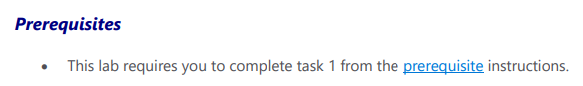 Prerequisites
• This lab requires you to complete task 1 from the prerequisite instructions.